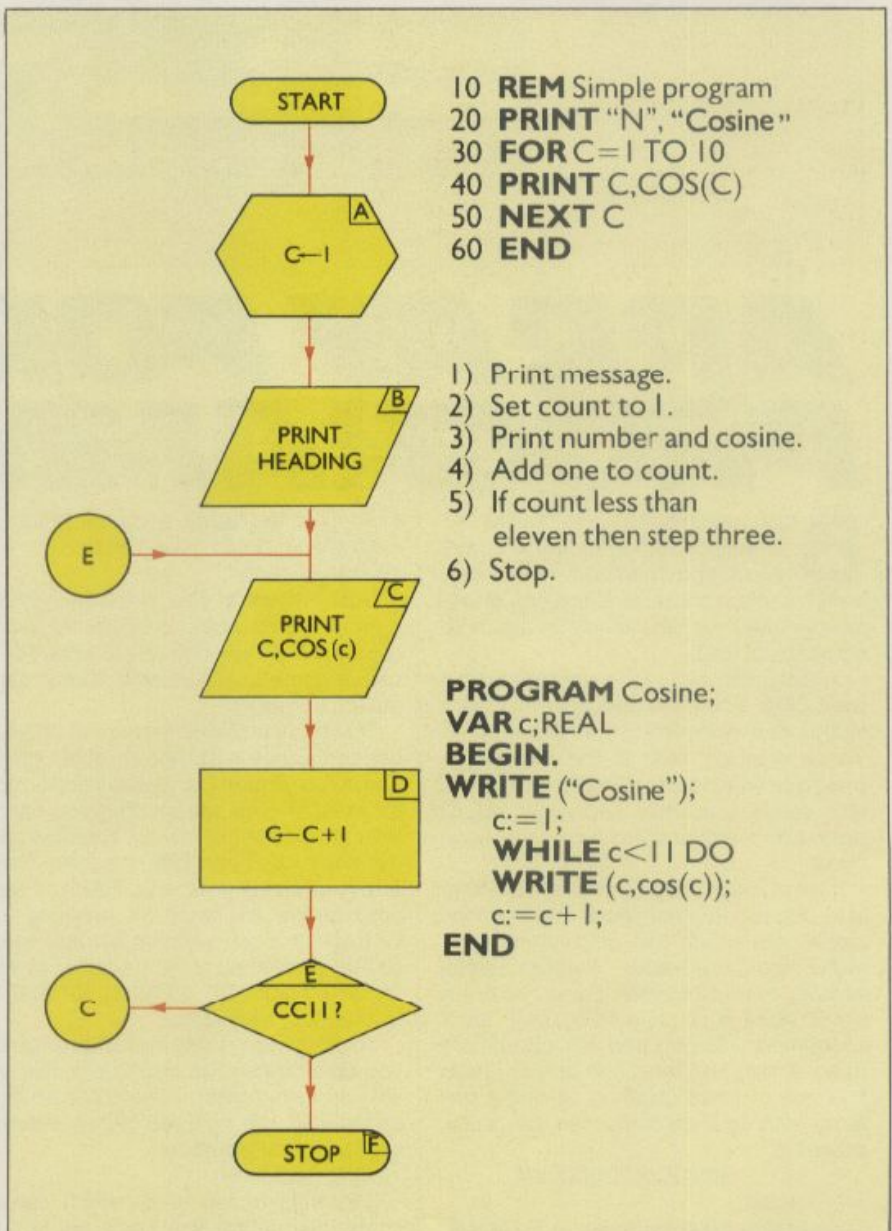 START
A
C←1
B
PRINT
HEADING
E
C
PRINT
C,COS (c)
D
C←C+1
E
CC11?
C
STOP
F
10 REM Simple program
20 PRINT “N”, “Cosine”
30 FOR C=1 TO 10
40 PRINT C,COS(C)
50 NEXT C
60 END
1) Print message.
2) Set count to 1.
3) Print number and cosine.
4) Add one to count.
5) If count less than
eleven then step three.
6) Stop.
PROGRAM Cosine;
VAR c;REAL
BEGIN.
WRITE (“Cosine”);
c:=1;
WHILE c<11 DO
WRITE (c,cos(c));
c:=c+1;
END